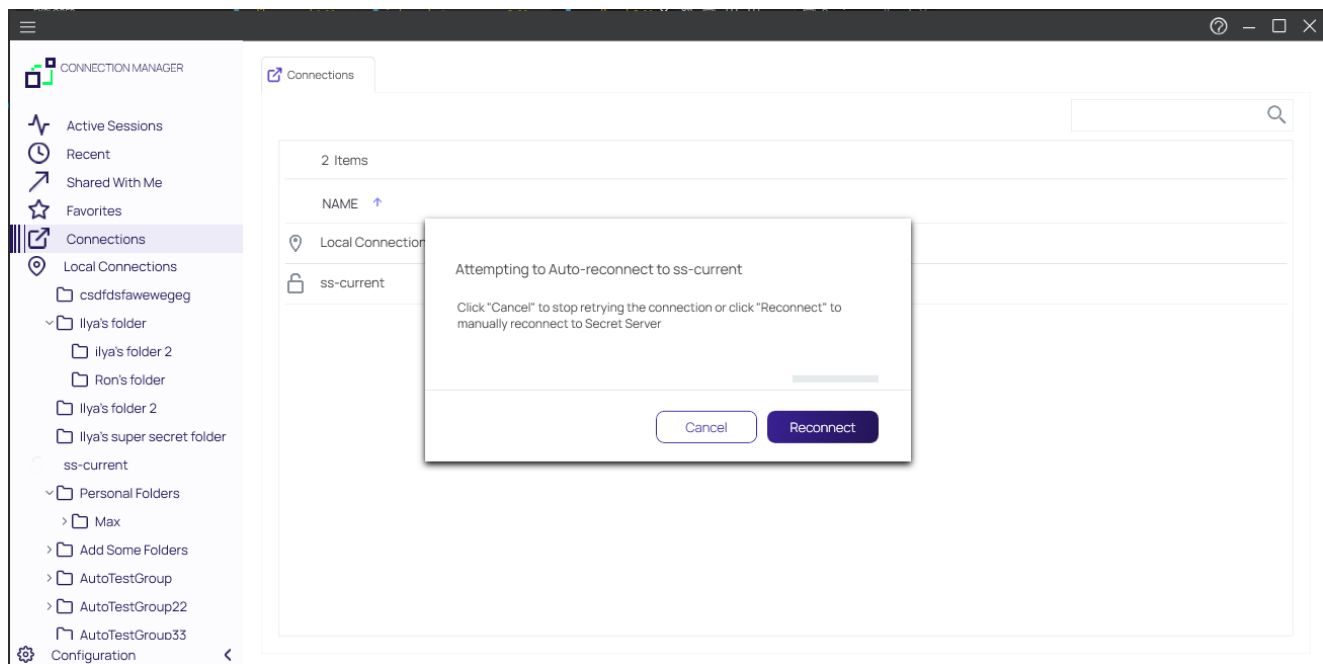 CONNECTION MANAGER
Active Sessions
Recent
Shared With Me
Favorites
Connections
Local Connections
csdfdsfawewegeg
Ilya's folder
ilya's folder 2
Ron's folder
Ilya's folder 2
Ilya's super secret folder
ss-current
Personal Folders
Max
Add Some Folders
AutoTestGroup
AutoTestGroup22
AutoTestGroup33
Configuration
Connections
2 Items
NAME
Local Connection
ss-current
Attempting to Auto-reconnect to ss-current
Click "Cancel" to stop retrying the connection or click "Reconnect" to
manually reconnect to Secret Server
Cancel
Reconnect